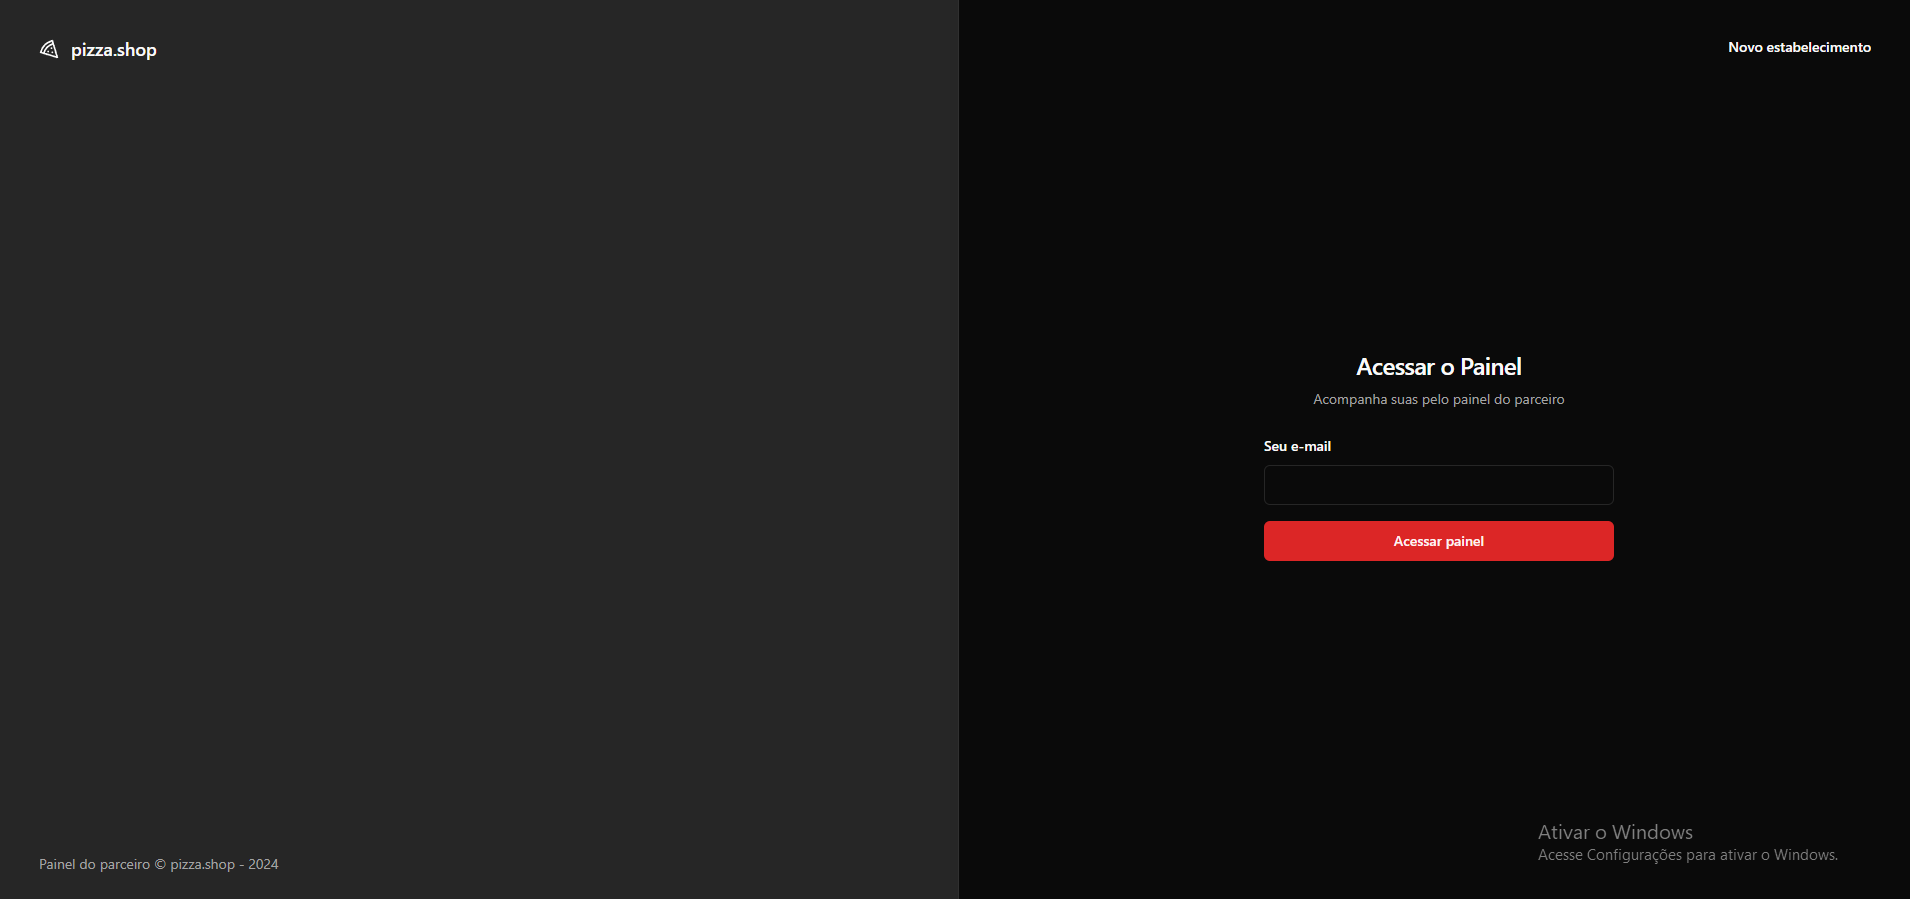 pizza.shop
Novo estabelecimento
Acessar o Painel
Acompanha suas pelo painel do parceiro
Seu e-mail
Acessar painel
Ativar o Windows
Acesse Configurações para ativar o Windows.
Painel do parceiro © pizza.shop - 2024